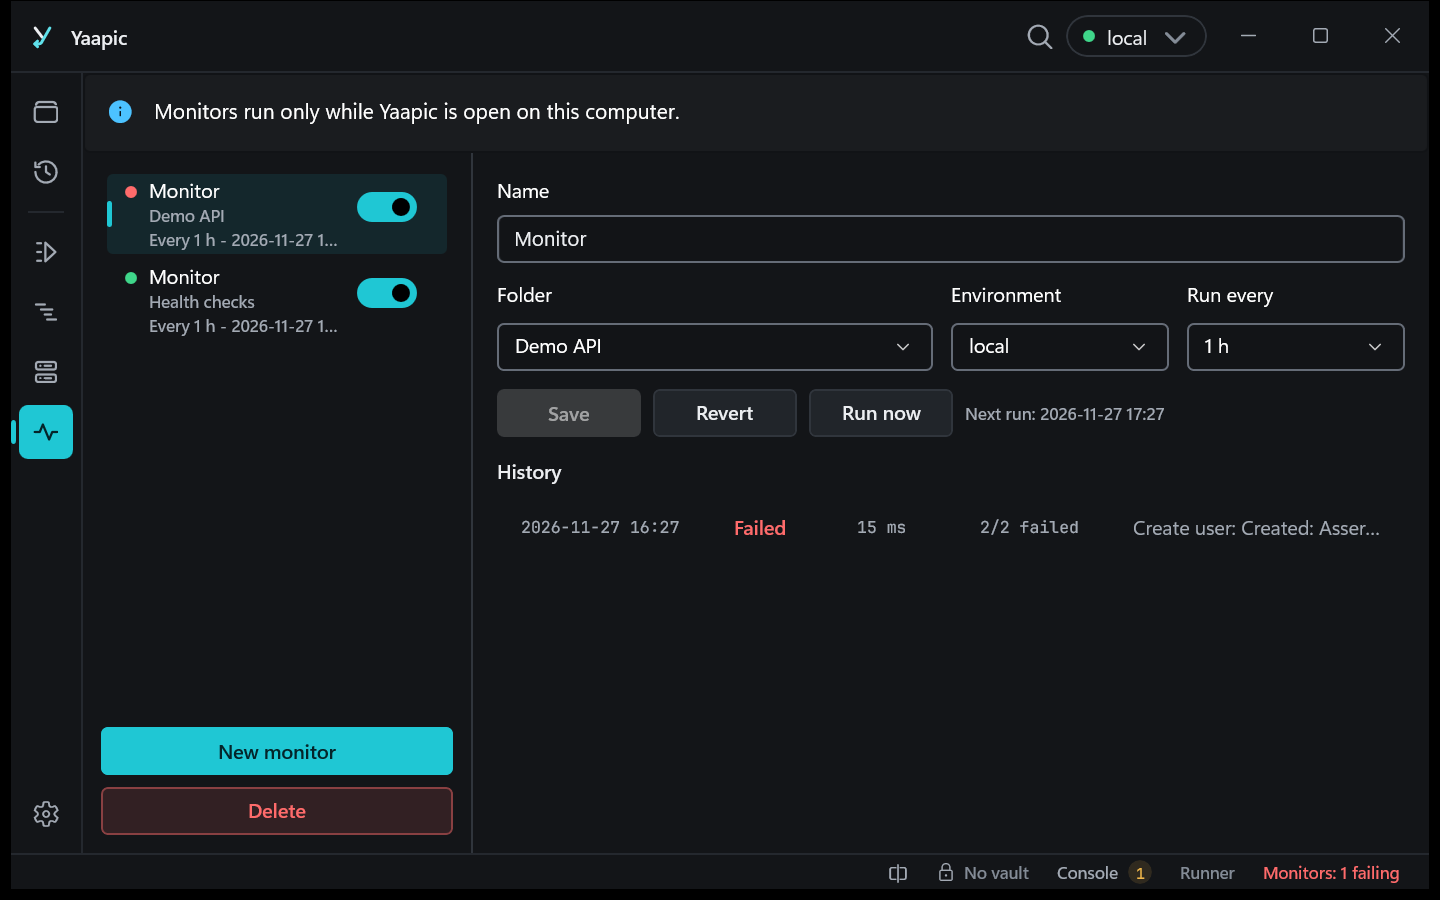 Yaapic
local
Monitors run only while Yaapic is open on this computer.
Monitor
Demo API
Every 1 h - 2026-11-27 1...
Monitor
Health checks
Every 1 h - 2026-11-27 1...
New monitor
Delete
Name
Monitor
Folder
Environment
Run every
Demo API
local
1 h
Save
Revert
Run now
Next run: 2026-11-27 17:27
History
2026-11-27 16:27
Failed
15 ms
2/2 failed
Create user: Created: Asser...
No vault
Console
1
Runner
Monitors: 1 failing